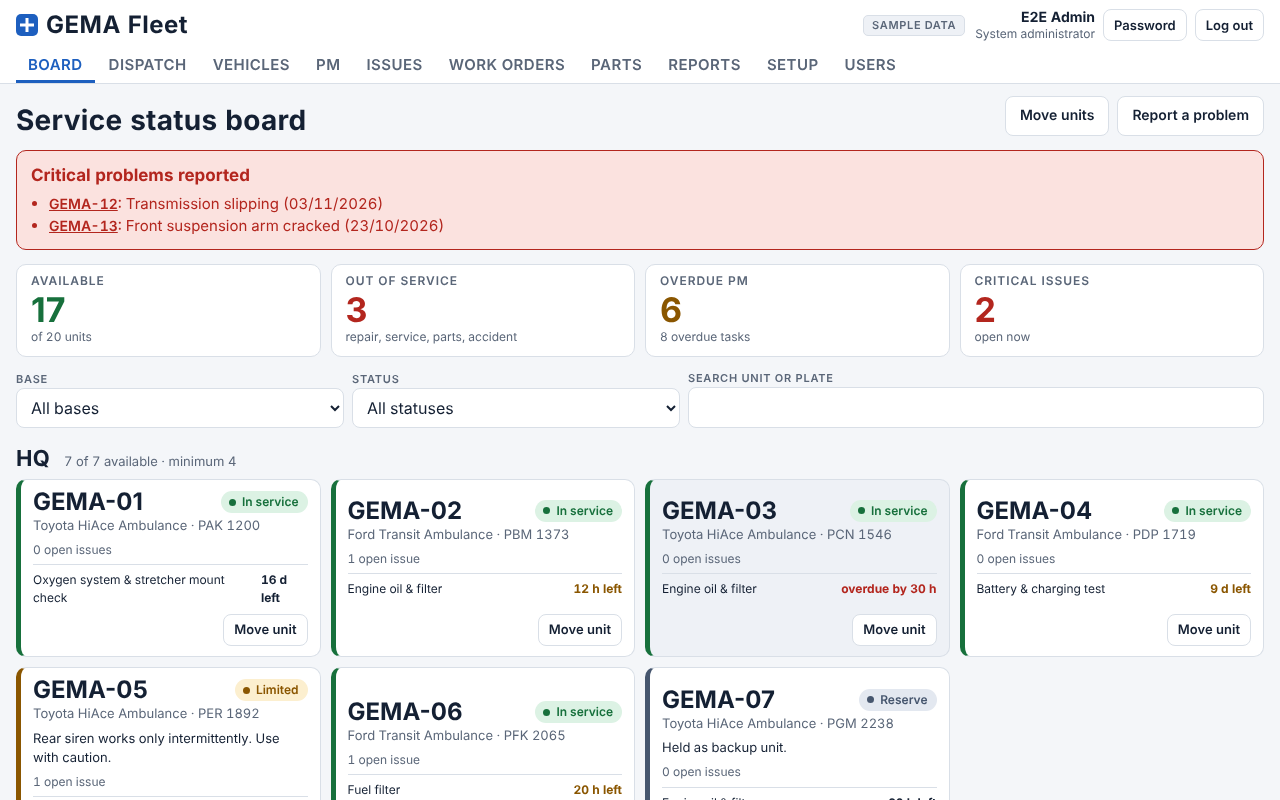 GEMA Fleet
SAMPLE DATA
E2E Admin
System administrator
Password
Log out
BOARD
DISPATCH
VEHICLES
PM
ISSUES
WORK ORDERS
PARTS
REPORTS
SETUP
USERS
Service status board
Move units
Report a problem
Critical problems reported
• GEMA-12: Transmission slipping (03/11/2026)
• GEMA-13: Front suspension arm cracked (23/10/2026)
AVAILABLE
17
of 20 units
OUT OF SERVICE
3
repair, service, parts, accident
OVERDUE PM
6
8 overdue tasks
CRITICAL ISSUES
2
open now
BASE
All bases
STATUS
All statuses
SEARCH UNIT OR PLATE
HQ 7 of 7 available · minimum 4
GEMA-01
In service
Toyota HiAce Ambulance · PAK 1200
0 open issues
Oxygen system & stretcher mount
check
16 d
left
Move unit
GEMA-02
In service
Ford Transit Ambulance · PBM 1373
1 open issue
Engine oil & filter
12 h left
Move unit
GEMA-03
In service
Toyota HiAce Ambulance · PCN 1546
0 open issues
Engine oil & filter
overdue by 30 h
Move unit
GEMA-04
In service
Ford Transit Ambulance · PDP 1719
0 open issues
Battery & charging test
9 d left
Move unit
GEMA-05
Limited
Toyota HiAce Ambulance · PER 1892
Rear siren works only intermittently. Use
with caution.
1 open issue
GEMA-06
In service
Ford Transit Ambulance · PFK 2065
1 open issue
Fuel filter
20 h left
GEMA-07
Reserve
Toyota HiAce Ambulance · PGM 2238
Held as backup unit.
0 open issues